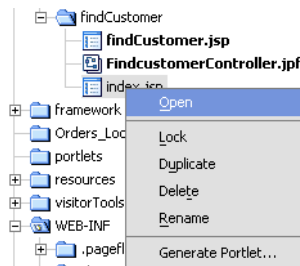 findCustomer
findCustomer.jsp
FindcustomerController.jpf
index.jsp
Open
framework
Lock
Orders_Loc
Duplicate
portlets
Delete
resources
Rename
visitorTools
WEB-INF
Generate Portlet...
.pagefl